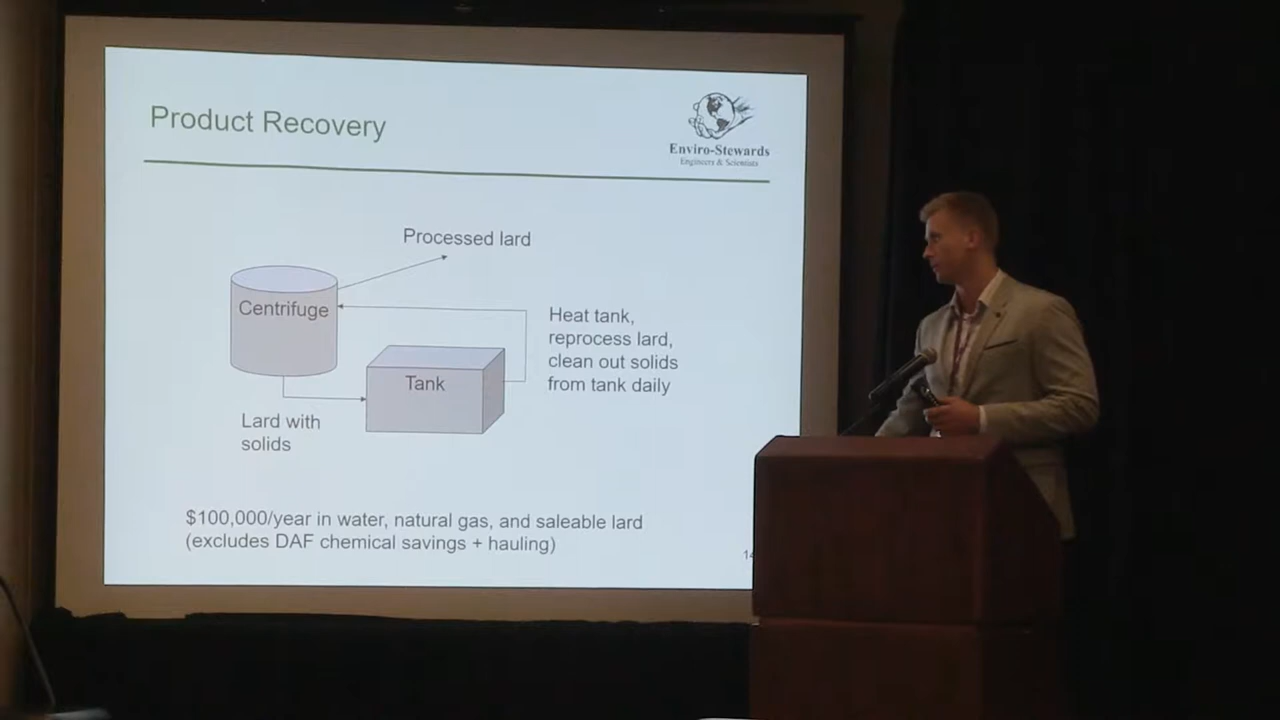 Product Recovery
Enviro-Stewards
Engineers & Scientists
Processed lard
Centrifuge
Heat tank,
reprocess lard,
clean out solids
from tank daily
Tank
Lard with
solids
$100,000/year in water, natural gas, and saleable lard
(excludes DAF chemical savings + hauling)